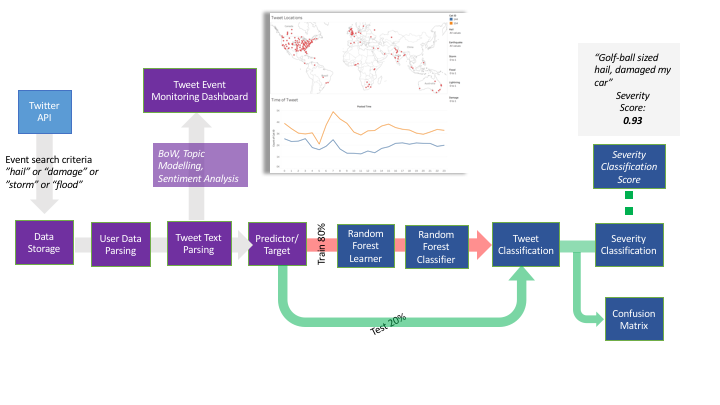 Tweet Locations
"Golf-ball sized
hail, damaged my
car"
Severity
Score:
0.93
Tweet Event
Monitoring Dashboard
Twitter
API
Time of Tweet
Event search criteria
"hail" or "damage" or
"storm" or "flood"
BoW, Topic
Modelling,
Sentiment Analysis
Severity
Classification
Score
Data
Storage
User Data
Parsing
Tweet Text
Parsing
Predictor/
Target
Train 80%
Random
Forest
Learner
Random
Forest
Classifier
Tweet
Classification
Severity
Classification
Test 20%
Confusion
Matrix